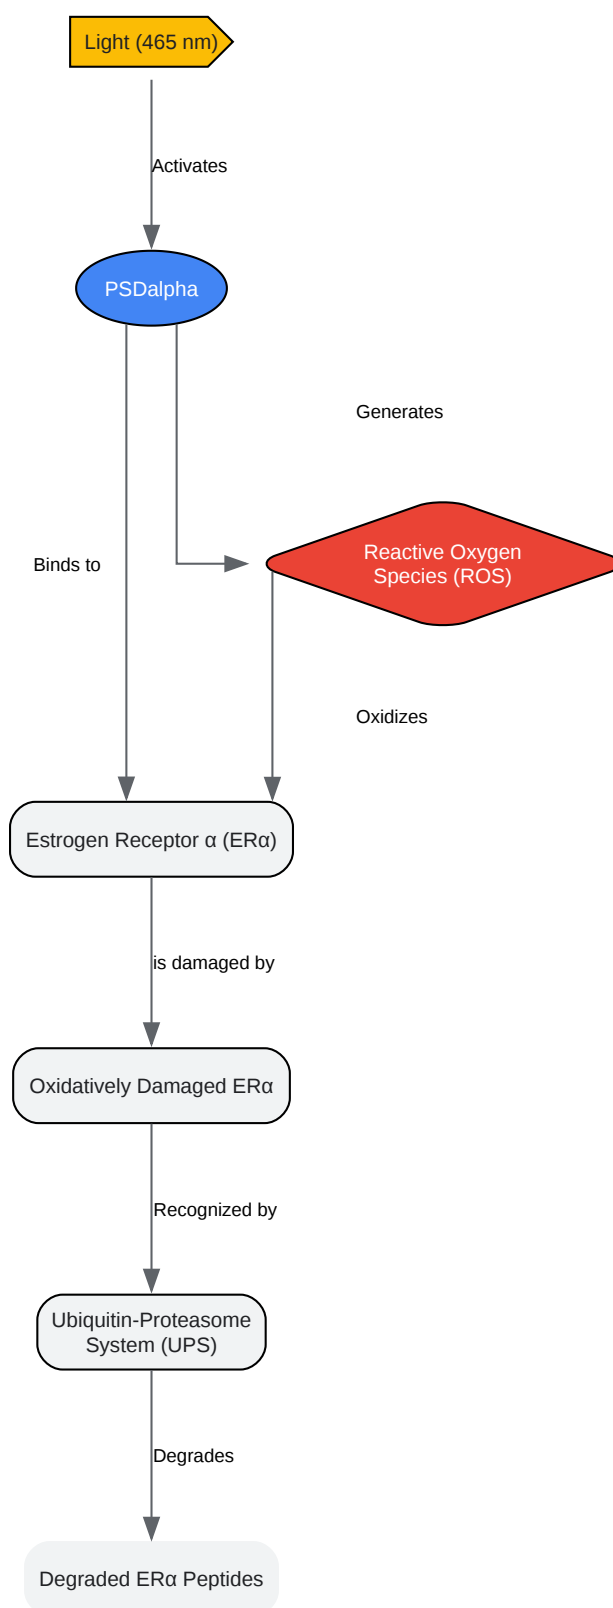 Light (465 nm)
Activates
PSDalpha
Generates
Reactive Oxygen
Species (ROS)
Binds to
Oxidizes
Estrogen Receptor α (ERα)
is damaged by
Oxidatively Damaged ERα
Recognized by
Ubiquitin-Proteasome
System (UPS)
Degrades
Degraded ERα Peptides